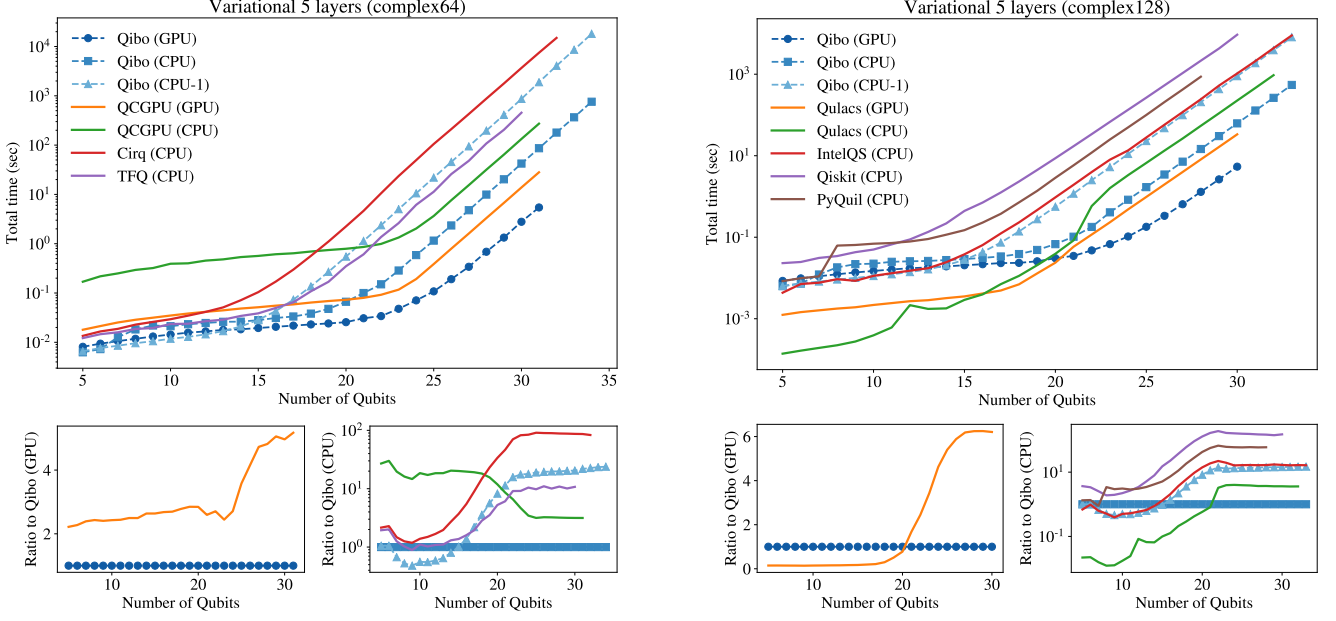 Variational 5 layers (complex64)
Total time (sec)
10^4
10^3
10^2
10^1
10^0
10^-1
10^-2
Qibo (GPU)
Qibo (CPU)
Qibo (CPU-1)
QCGPU (GPU)
QCGPU (CPU)
Cirq (CPU)
TFQ (CPU)
5 10 15 20 25 30 35
Number of Qubits
Ratio to Qibo (GPU)
4
2
10 20 30
Number of Qubits
Ratio to Qibo (CPU)
10^2
10^1
10^0
10 20 30
Number of Qubits
Variational 5 layers (complex128)
Total time (sec)
10^3
10^1
10^-1
10^-3
Qibo (GPU)
Qibo (CPU)
Qibo (CPU-1)
Qulacs (GPU)
Qulacs (CPU)
IntelQS (CPU)
Qiskit (CPU)
PyQuil (CPU)
5 10 15 20 25 30
Number of Qubits
Ratio to Qibo (GPU)
6
4
2
0
10 20 30
Number of Qubits
Ratio to Qibo (CPU)
10^1
10^-1
10 20 30
Number of Qubits